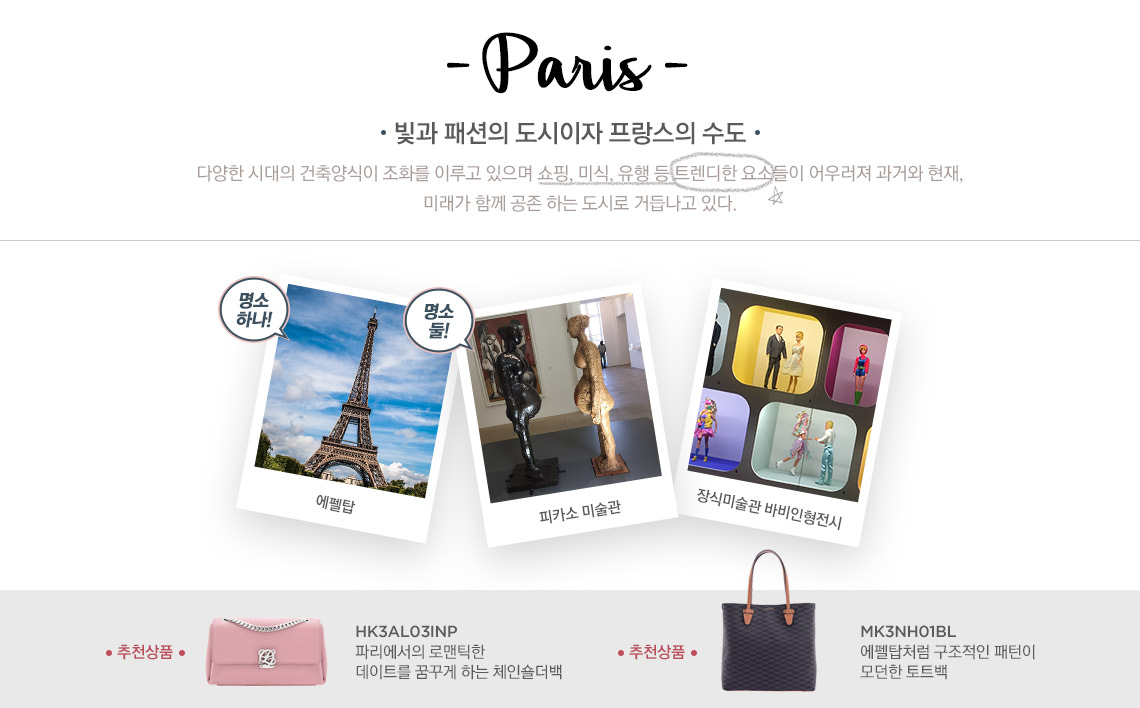 - Paris -
• 빛과 패션의 도시이자 프랑스의 수도 •
다양한 시대의 건축양식이 조화를 이루고 있으며 쇼핑, 미식, 유행 등 트렌디한 요소들이 어우러져 과거와 현재,
미래가 함께 공존 하는 도시로 거듭나고 있다.
명소
하나!
명소
둘!
에펠탑
피카소 미술관
장식미술관 바비인형전시
• 추천상품 •
HK3AL03INP
파리에서의 로맨틱한
데이트를 꿈꾸게 하는 체인숄더백
• 추천상품 •
MK3NH01BL
에펠탑처럼 구조적인 패턴이
모던한 토트백